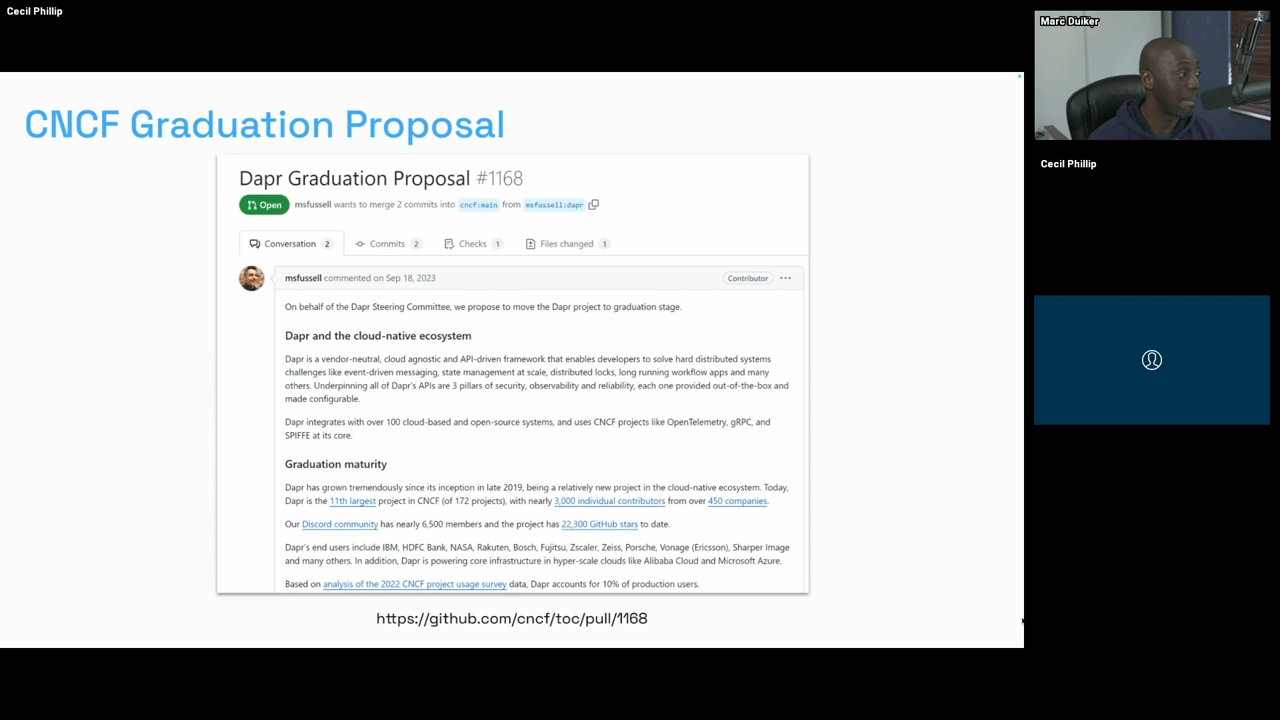 Cecil Phillip
Marc Duiker
Cecil Phillip
CNCF Graduation Proposal
Dapr Graduation Proposal #1168
Open msfussell wants to merge 2 commits into cncf:main from msfussell:dapr
Conversation 2 Commits 2 Checks 1 Files changed 1
msfussell commented on Sep 18, 2023 Contributor ...
On behalf of the Dapr Steering Committee, we propose to move the Dapr project to graduation stage.
Dapr and the cloud-native ecosystem
Dapr is a vendor-neutral, cloud agnostic and API-driven framework that enables developers to solve hard distributed systems
challenges like event-driven messaging, state management at scale, distributed locks, long running workflow apps and many
others. Underpinning all of Dapr's APIs are 3 pillars of security, observability and reliability, each one provided out-of-the-box and
made configurable.
Dapr integrates with over 100 cloud-based and open-source systems, and uses CNCF projects like OpenTelemetry, gRPC, and
SPIFFE at its core.
Graduation maturity
Dapr has grown tremendously since its inception in late 2019, being a relatively new project in the cloud-native ecosystem. Today,
Dapr is the 11th largest project in CNCF (of 172 projects), with nearly 3,000 individual contributors from over 450 companies.
Our Discord community has nearly 6,500 members and the project has 22,300 GitHub stars to date.
Dapr's end users include IBM, HDFC Bank, NASA, Rakuten, Bosch, Fujitsu, Zscaler, Zeiss, Porsche, Vonage (Ericsson), Sharper Image
and many others. In addition, Dapr is powering core infrastructure in hyper-scale clouds like Alibaba Cloud and Microsoft Azure.
Based on analysis of the 2022 CNCF project usage survey data, Dapr accounts for 10% of production users.
https://github.com/cncf/toc/pull/1168